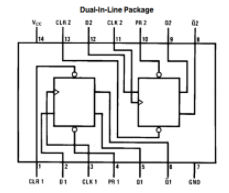 Dual-In-Line Package
VCC CLR 2 D2 CLK 2 PR 2 Q2 Q̅2
14 13 12 11 10 9 8
1 2 3 4 5 6 7
CLR 1 D1 CLK 1 PR 1 Q1 Q̅1 GND